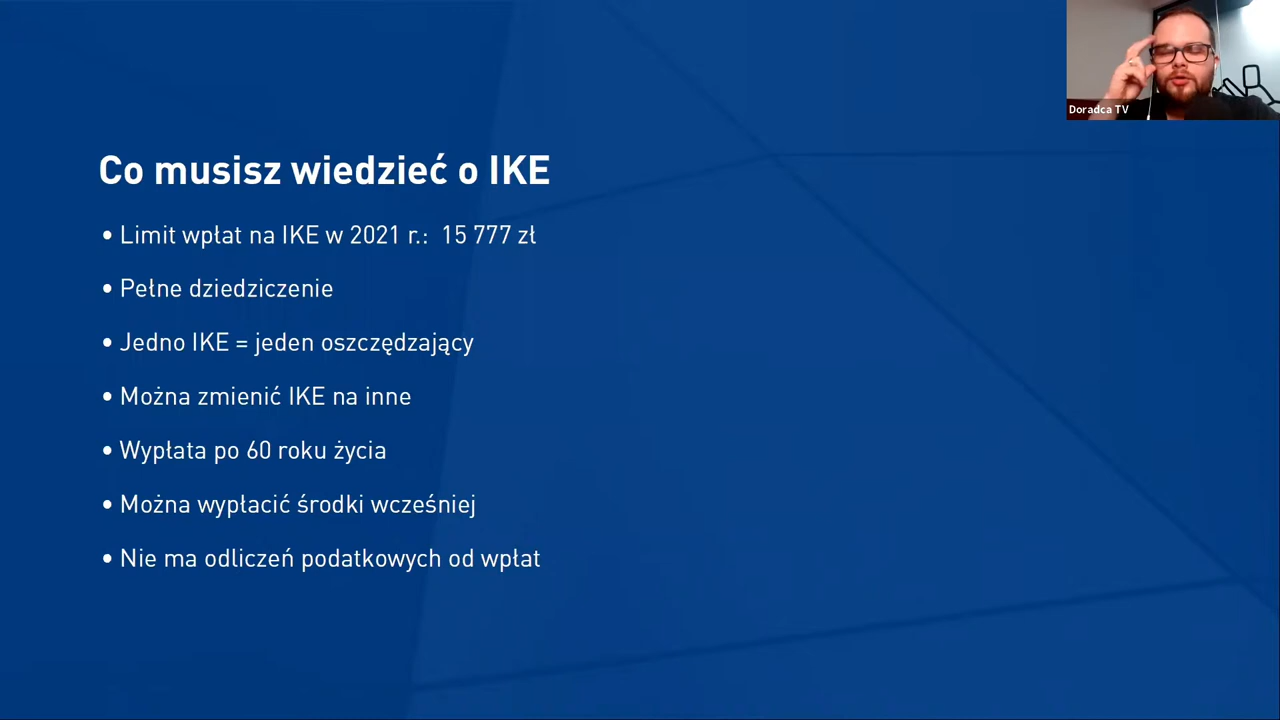 Co musisz wiedzieć o IKE
• Limit wpłat na IKE w 2021 r.: 15 777 zł
• Pełne dziedziczenie
• Jedno IKE = jeden oszczędzający
• Można zmienić IKE na inne
• Wypłata po 60 roku życia
• Można wypłacić środki wcześniej
• Nie ma odliczeń podatkowych od wpłat
Doradca TV